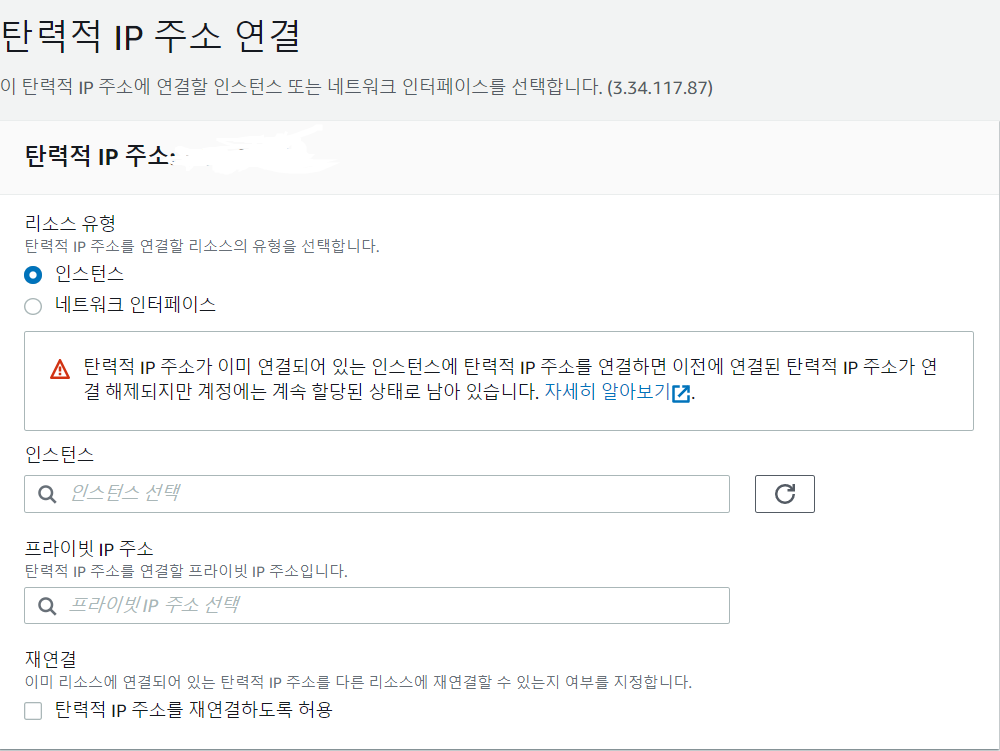 탄력적 IP 주소 연결
이 탄력적 IP 주소에 연결할 인스턴스 또는 네트워크 인터페이스를 선택합니다. (3.34.117.87)
탄력적 IP 주소:
리소스 유형
탄력적 IP 주소를 연결할 리소스의 유형을 선택합니다.
인스턴스
네트워크 인터페이스
탄력적 IP 주소가 이미 연결되어 있는 인스턴스에 탄력적 IP 주소를 연결하면 이전에 연결된 탄력적 IP 주소가 연
결 해제되지만 계정에는 계속 할당된 상태로 남아 있습니다. 자세히 알아보기.
인스턴스
인스턴스 선택
프라이빗 IP 주소
탄력적 IP 주소를 연결할 프라이빗 IP 주소입니다.
프라이빗 IP 주소 선택
재연결
이미 리소스에 연결되어 있는 탄력적 IP 주소를 다른 리소스에 재연결할 수 있는지 여부를 지정합니다.
탄력적 IP 주소를 재연결하도록 허용